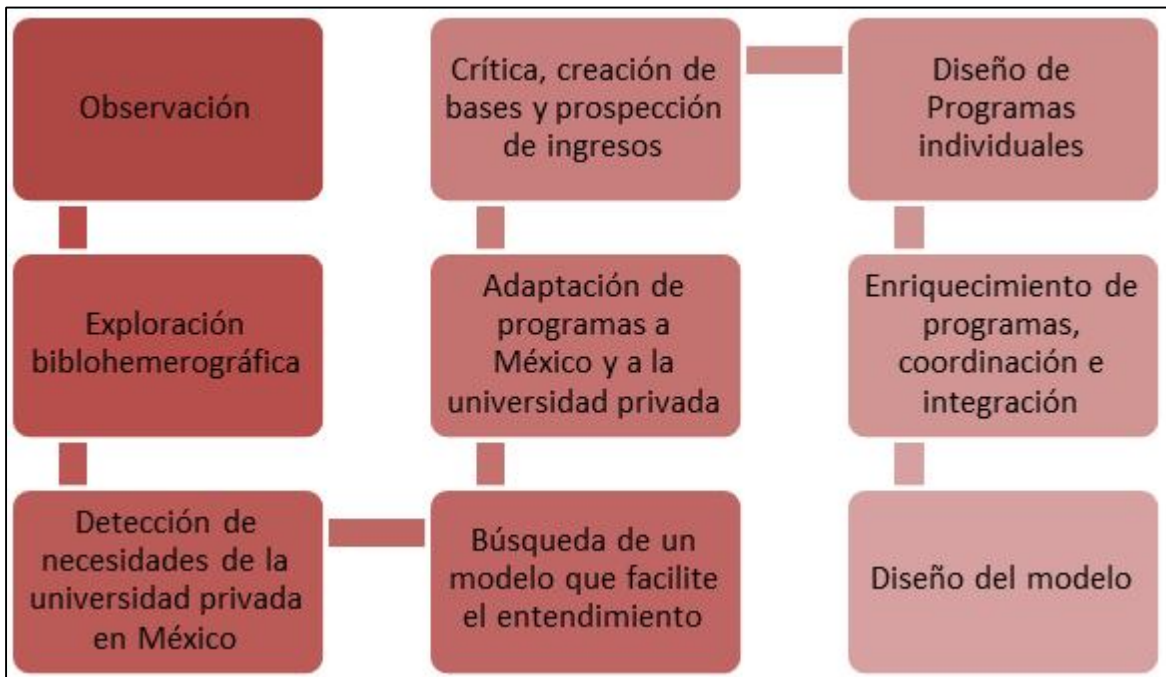 Observación
Exploración
biblohemerográfica
Detección de
necesidades de la
universidad privada
en México
Búsqueda de un
modelo que facilite
el entendimiento
Adaptación de
programas a
México y a la
universidad privada
Crítica, creación de
bases y prospección
de ingresos
Diseño de
Programas
individuales
Enriquecimiento de
programas,
coordinación e
integración
Diseño del modelo